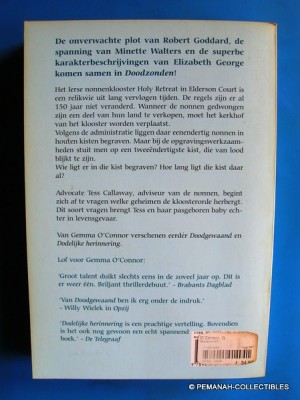 De onverwachte plot van Robert Goddard, de
spanning van Minette Walters en de superbe
karakterbeschrijvingen van Elizabeth George
komen samen in Doodzonden!
Het Ierse nonnenklooster Holy Retreat in Elderson Court is
een relikwie uit lang vervlogen tijden. De regels zijn er al
150 jaar niet veranderd. Wanneer de nonnen gedwongen
zijn een deel van hun land te verkopen, moet het kerkhof
van het klooster worden verplaatst.
Volgens de administratie liggen daar eenendertig nonnen in
houten kisten begraven. Maar bij de opgravingswerkzaam-
heden stuit men op een tweeëndertigste kist, die van lood
blijkt te zijn.
Wie ligt er in die kist begraven? Hoe lang ligt die kist daar
al?
Advocate Tess Callaway, adviseur van de nonnen, begint
zich af te vragen welke geheimen de kloosterorde herbergt.
Dit soort vragen brengt Tess en haar pasgeboren baby ech-
ter in levensgevaar.
Van Gemma O'Connor verschenen eerder Doodgewaand en
Dodelijke herinnering.
Lof voor Gemma O'Connor:
'Groot talent duikt slechts eens in de zoveel jaar op. Dit is
er weer één. Briljant thrillerdebuut.' - Brabants Dagblad
'Van Doodgewaand ben ik erg onder de indruk.'
- Willy Wielek in Opzij
'Dodelijke herinnering is een prachtige vertelling. Bovendien
is het ook nog gewoon een echt spannend
boek.' - De Telegraaf
© PEMANAH-COLLECTIBLES